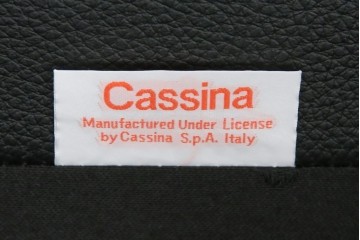 Cassina
Manufactured Under License
by Cassina S.p.A. Italy